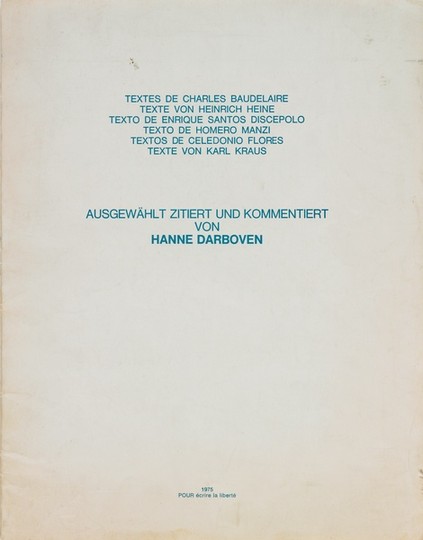 TEXTES DE CHARLES BAUDELAIRE
TEXTE VON HEINRICH HEINE
TEXTO DE ENRIQUE SANTOS DISCEPOLO
TEXTO DE HOMERO MANZI
TEXTOS DE CELEDONIO FLORES
TEXTE VON KARL KRAUS
AUSGEWÄHLT ZITIERT UND KOMMENTIERT
VON
HANNE DARBOVEN
1975
POUR écrire la liberté